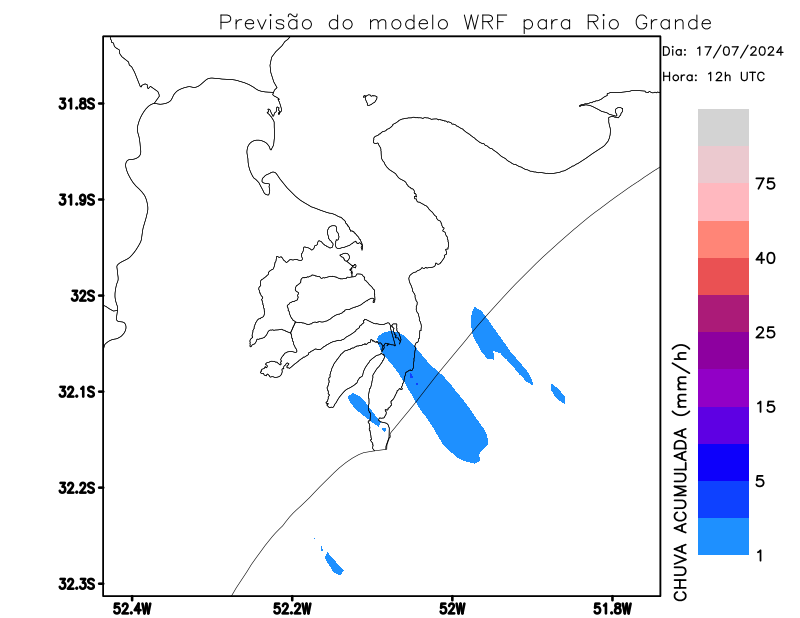 Previsão do modelo WRF para Rio Grande
Dia: 17/07/2024
Hora: 12h UTC
31.8S
31.9S
32S
32.1S
32.2S
32.3S
52.4W
52.2W
52W
51.8W
75
40
25
15
5
1
CHUVA ACUMULADA (mm/h)